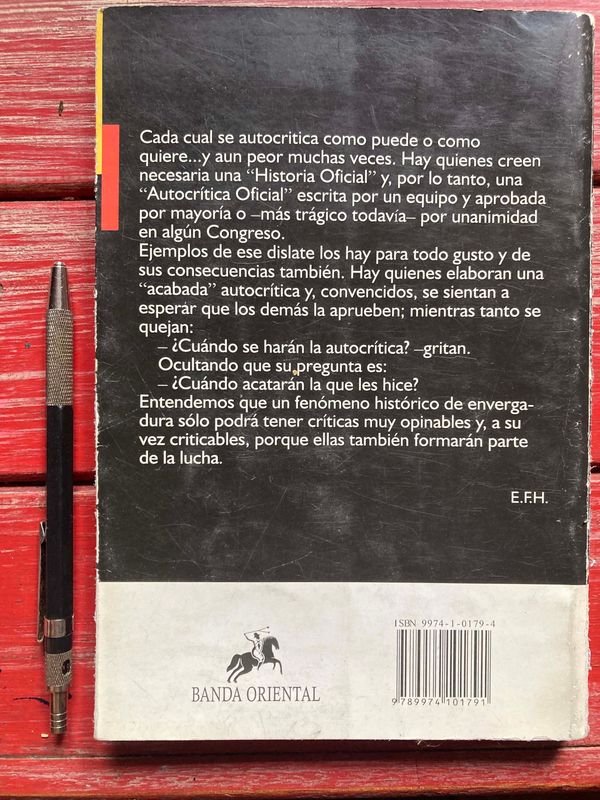 Cada cual se autocritica como puede o como
quiere...y aun peor muchas veces. Hay quienes creen
necesaria una “Historia Oficial” y, por lo tanto, una
“Autocrítica Oficial” escrita por un equipo y aprobada
por mayoría o –más trágico todavía– por unanimidad
en algún Congreso.
Ejemplos de ese dislate los hay para todo gusto y de
sus consecuencias también. Hay quienes elaboran una
“acabada” autocrítica y, convencidos, se sientan a
esperar que los demás la aprueben; mientras tanto se
quejan:
– ¿Cuándo se harán la autocrítica? –gritan.
Ocultando que su pregunta es:
– ¿Cuándo acatarán la que les hice?
Entendemos que un fenómeno histórico de enverga-
dura sólo podrá tener críticas muy opinables y, a su
vez criticables, porque ellas también formarán parte
de la lucha.
E.F.H.
ISBN 9974-1-0179-4
BANDA ORIENTAL
9 789974 101791